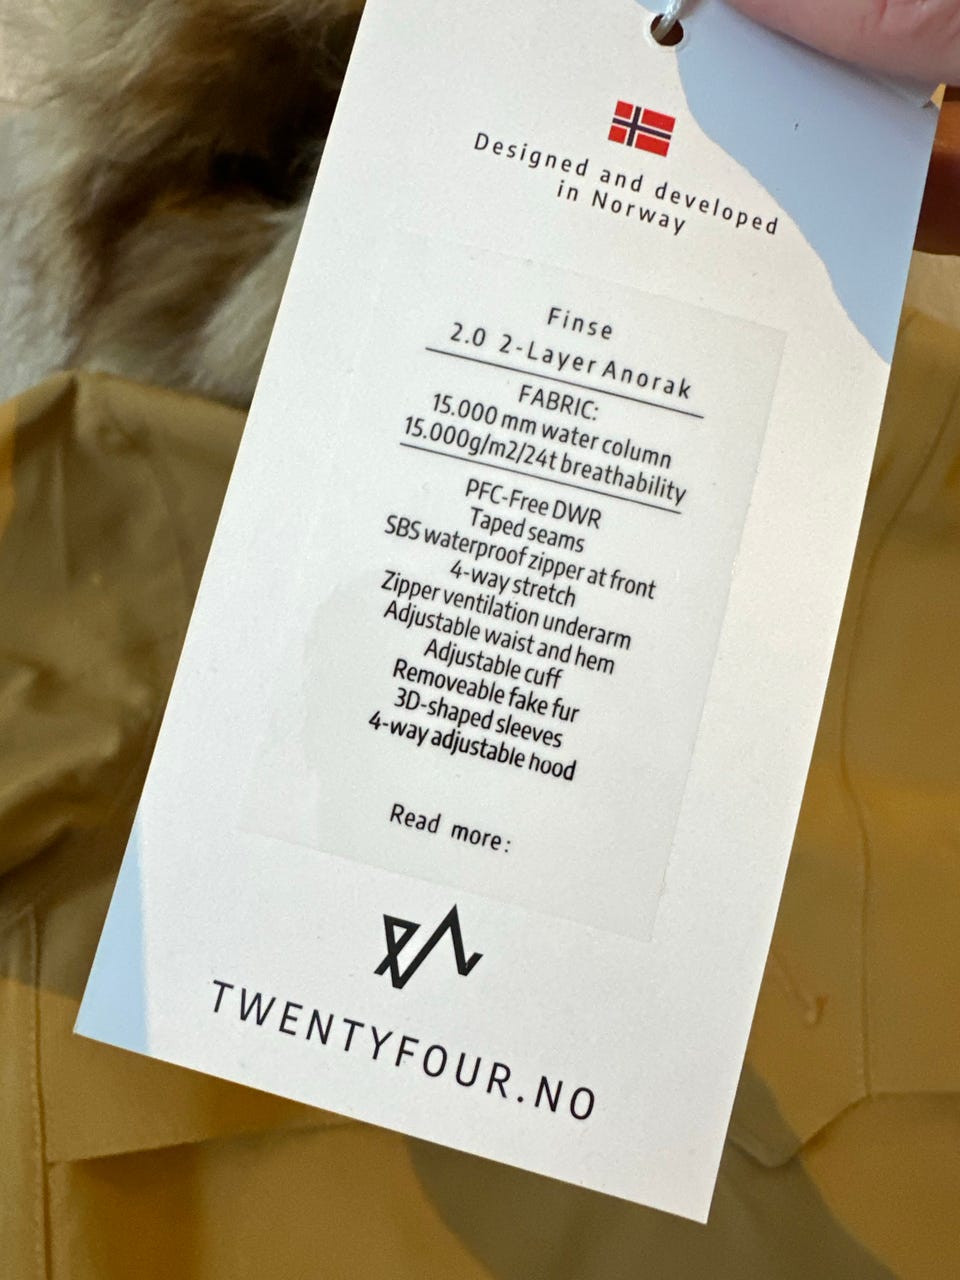 Designed and developed
in Norway
Finse
2.0 2-Layer Anorak
FABRIC:
15.000 mm water column
15.000g/m2/24t breathability
PFC-Free DWR
Taped seams
SBS waterproof zipper at front
4-way stretch
Zipper ventilation underarm
Adjustable waist and hem
Adjustable cuff
Removeable fake fur
3D-shaped sleeves
4-way adjustable hood
Read more:
TWENTYFOUR.NO